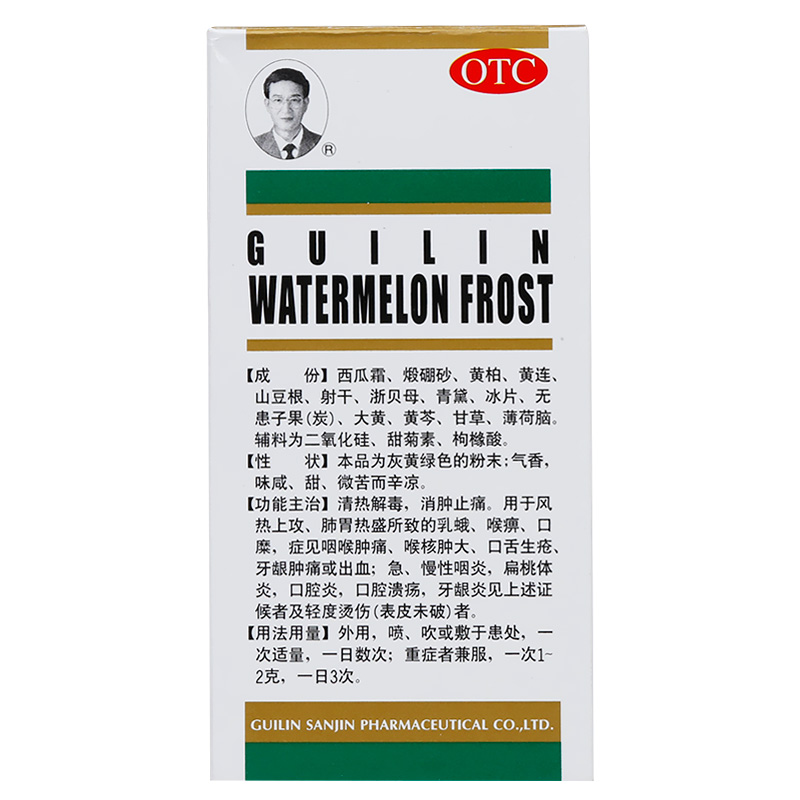 OTC
®
GUILIN
WATERMELON FROST
【成　份】西瓜霜、煅硼砂、黄柏、黄连、
山豆根、射干、浙贝母、青黛、冰片、无
患子果(炭)、大黄、黄芩、甘草、薄荷脑。
辅料为二氧化硅、甜菊素、枸橼酸。
【性　状】本品为灰黄绿色的粉末;气香,
味咸、甜、微苦而辛凉。
【功能主治】清热解毒，消肿止痛。用于风
热上攻、肺胃热盛所致的乳蛾、喉痹、口
糜，症见咽喉肿痛、喉核肿大、口舌生疮、
牙龈肿痛或出血；急、慢性咽炎，扁桃体
炎，口腔炎，口腔溃疡，牙龈炎见上述证
候者及轻度烫伤(表皮未破)者。
【用法用量】外用，喷、吹或敷于患处，一
次适量，一日数次；重症者兼服，一次1~
2克，一日3次。
GUILIN SANJIN PHARMACEUTICAL CO.,LTD.